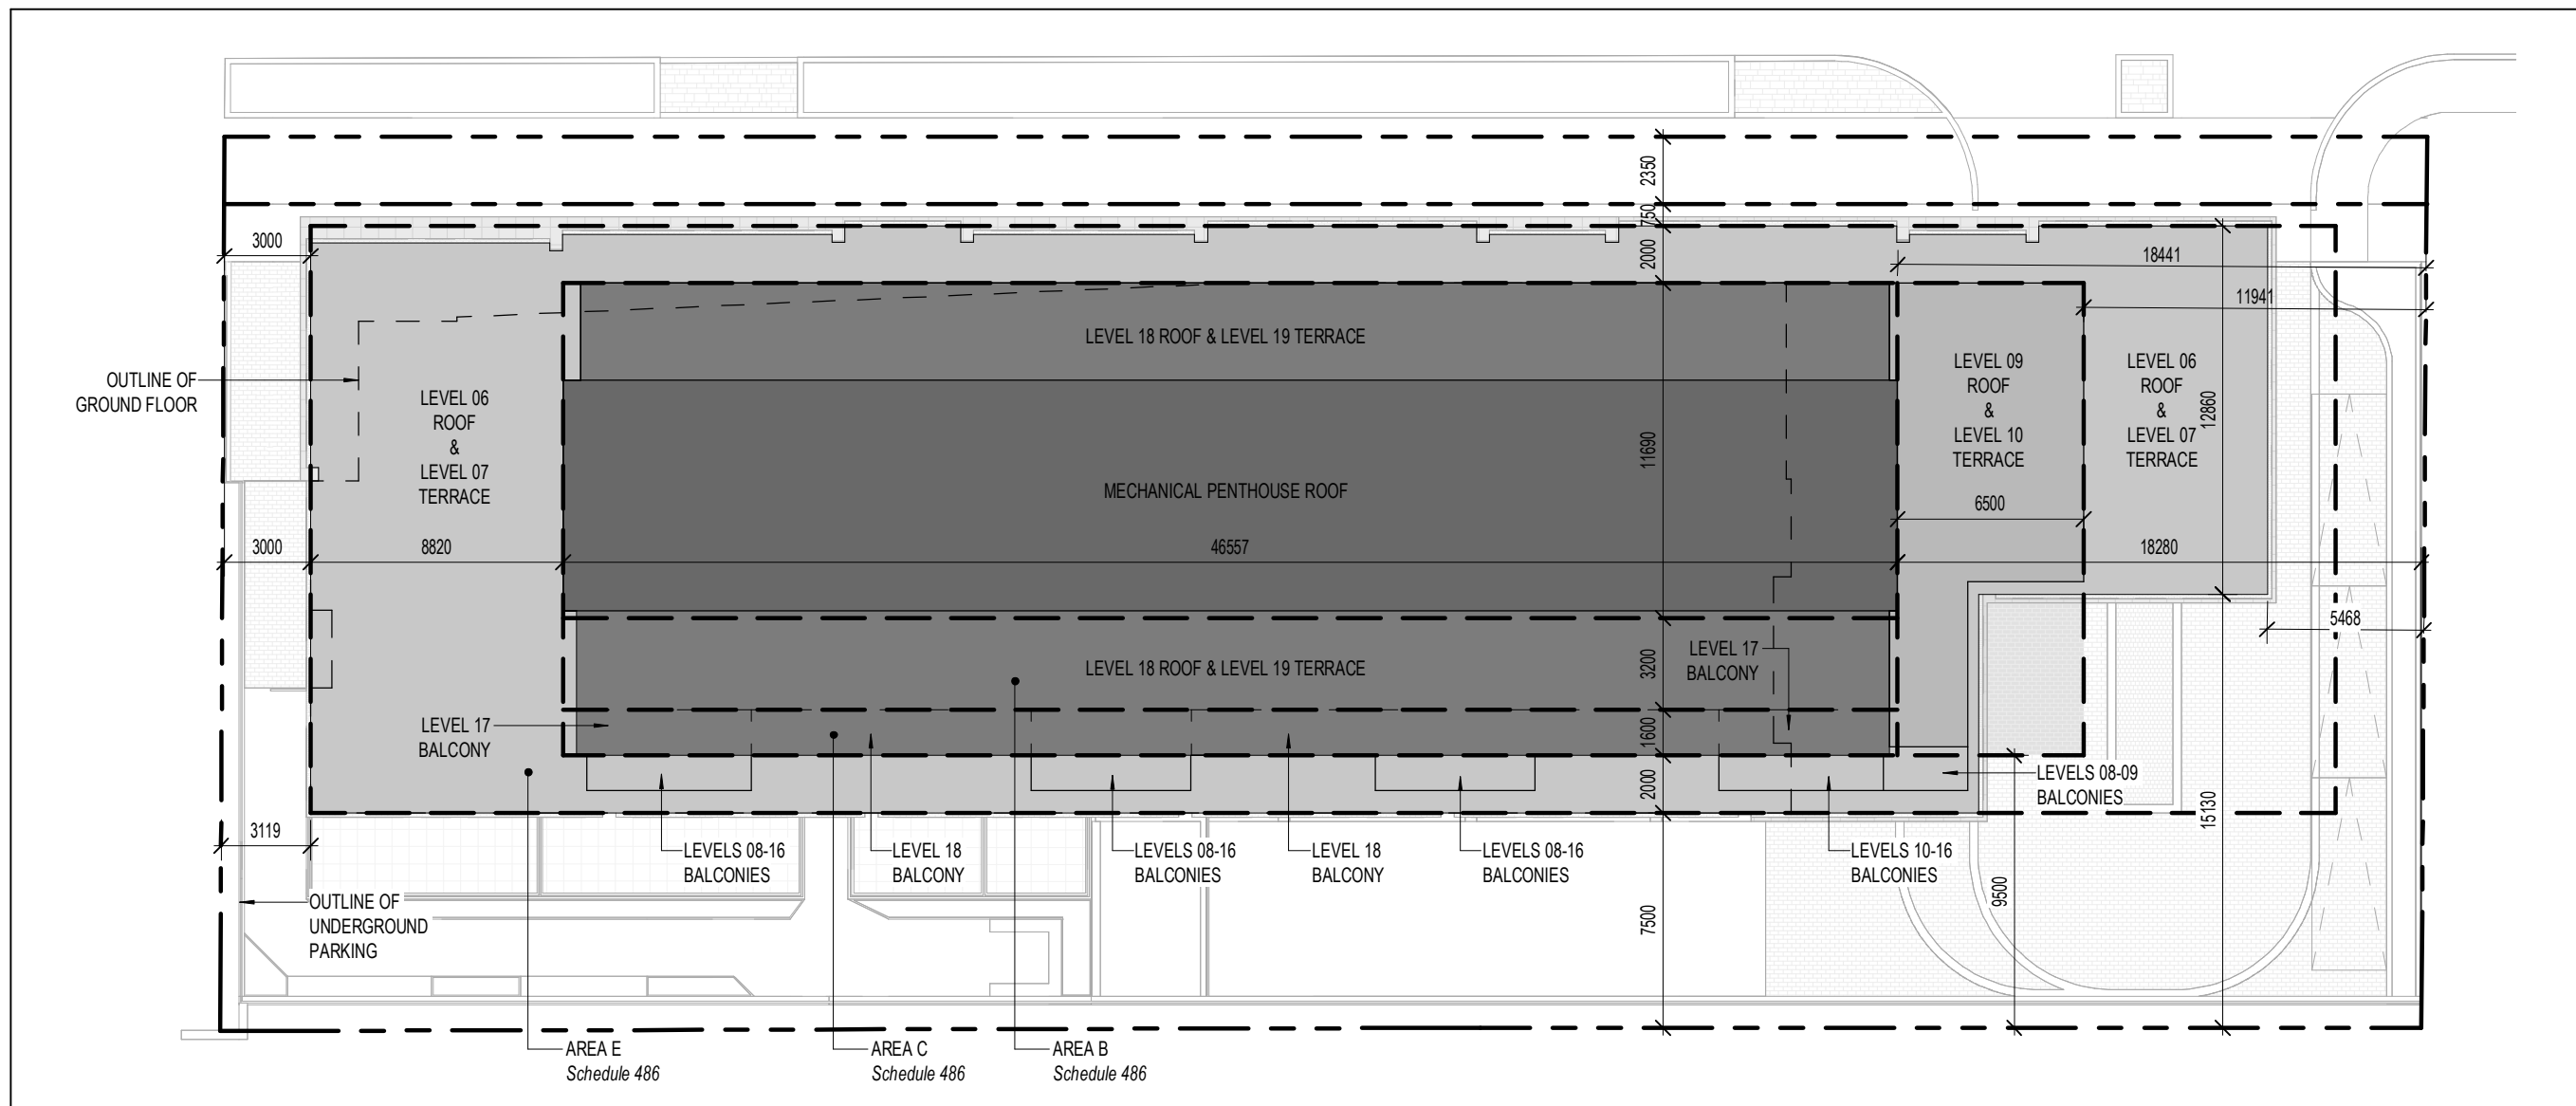 2350
750
3000
2000
18441
11941
LEVEL 18 ROOF & LEVEL 19 TERRACE
OUTLINE OF
GROUND FLOOR
LEVEL 06
ROOF
&
LEVEL 07
TERRACE
LEVEL 09
ROOF
&
LEVEL 10
TERRACE
LEVEL 06
ROOF
&
LEVEL 07
TERRACE
12860
11690
MECHANICAL PENTHOUSE ROOF
6500
3000
8820
46557
18280
5468
LEVEL 18 ROOF & LEVEL 19 TERRACE
3200
LEVEL 17
BALCONY
LEVEL 17
BALCONY
1600
2000
LEVELS 08-09
BALCONIES
15130
3119
LEVELS 08-16
BALCONIES
LEVEL 18
BALCONY
LEVELS 08-16
BALCONIES
LEVEL 18
BALCONY
LEVELS 08-16
BALCONIES
LEVELS 10-16
BALCONIES
9500
7500
OUTLINE OF
UNDERGROUND
PARKING
AREA E
Schedule 486
AREA C
Schedule 486
AREA B
Schedule 486